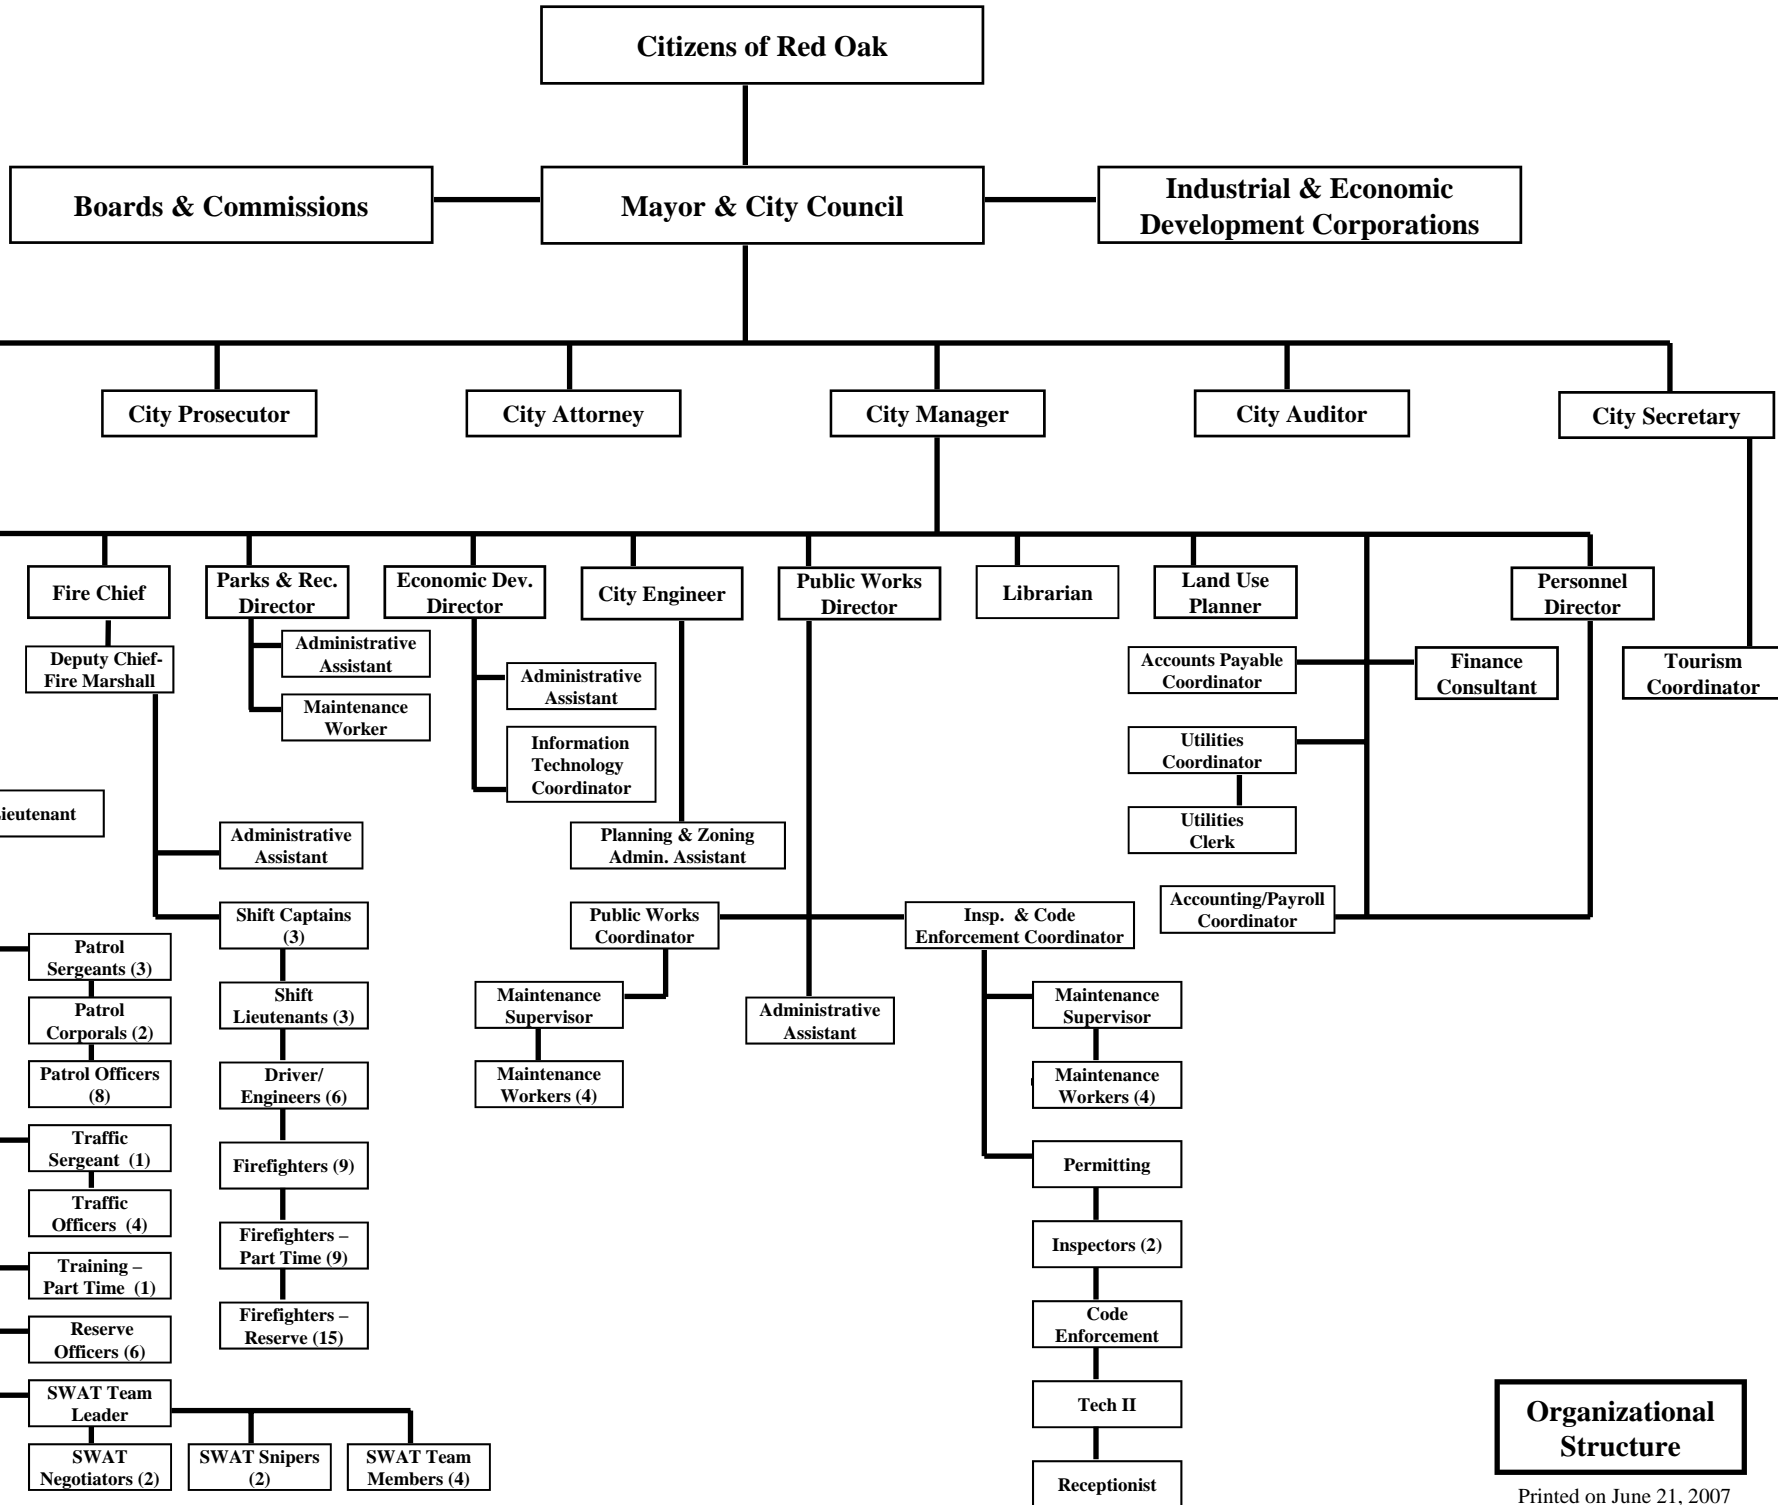 Citizens of Red Oak
Boards & Commissions
Mayor & City Council
Industrial & Economic
Development Corporations
City Prosecutor
City Attorney
City Manager
City Auditor
City Secretary
Fire Chief
Parks & Rec.
Director
Economic Dev.
Director
City Engineer
Public Works
Director
Librarian
Land Use
Planner
Personnel
Director
Deputy Chief-
Fire Marshall
Administrative
Assistant
Maintenance
Worker
Administrative
Assistant
Information
Technology
Coordinator
Accounts Payable
Coordinator
Finance
Consultant
Tourism
Coordinator
Utilities
Coordinator
Utilities
Clerk
ieutenant
Administrative
Assistant
Planning & Zoning
Admin. Assistant
Shift Captains
(3)
Public Works
Coordinator
Insp. & Code
Enforcement Coordinator
Accounting/Payroll
Coordinator
Patrol
Sergeants (3)
Patrol
Corporals (2)
Patrol Officers
(8)
Traffic
Sergeant (1)
Traffic
Officers (4)
Training –
Part Time (1)
Reserve
Officers (6)
SWAT Team
Leader
SWAT
Negotiators (2)
SWAT Snipers
(2)
SWAT Team
Members (4)
Shift
Lieutenants (3)
Driver/
Engineers (6)
Firefighters (9)
Firefighters –
Part Time (9)
Firefighters –
Reserve (15)
Maintenance
Supervisor
Maintenance
Workers (4)
Administrative
Assistant
Maintenance
Supervisor
Maintenance
Workers (4)
Permitting
Inspectors (2)
Code
Enforcement
Tech II
Receptionist
Organizational
Structure
Printed on June 21, 2007